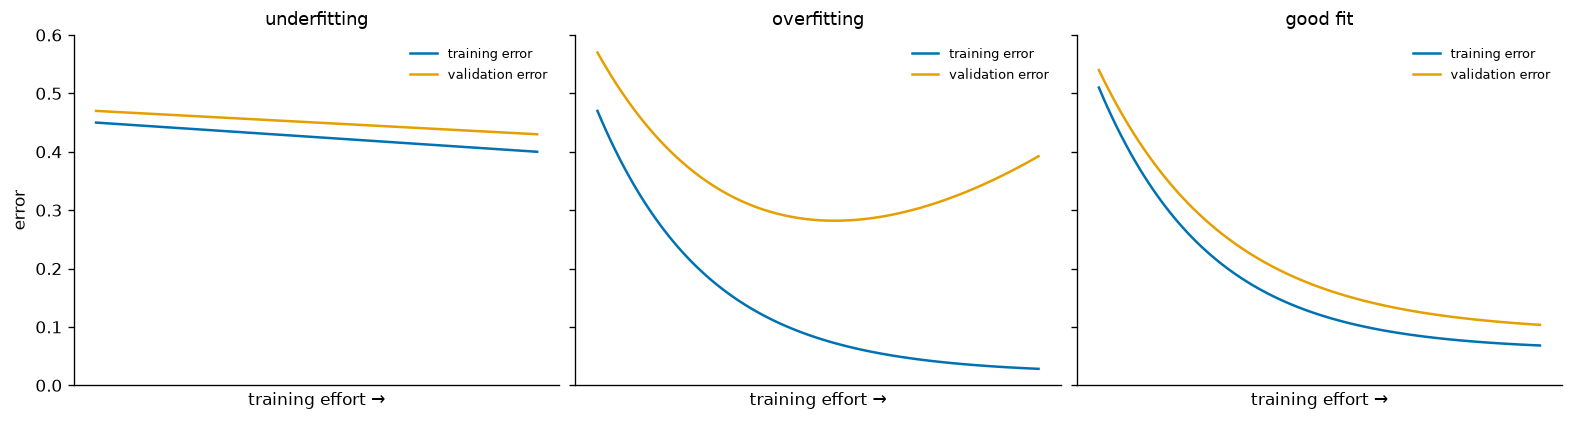 underfitting
training error
validation error
0.6
0.5
0.4
0.3
0.2
0.1
0.0
error
training effort →
overfitting
training error
validation error
training effort →
good fit
training error
validation error
training effort →